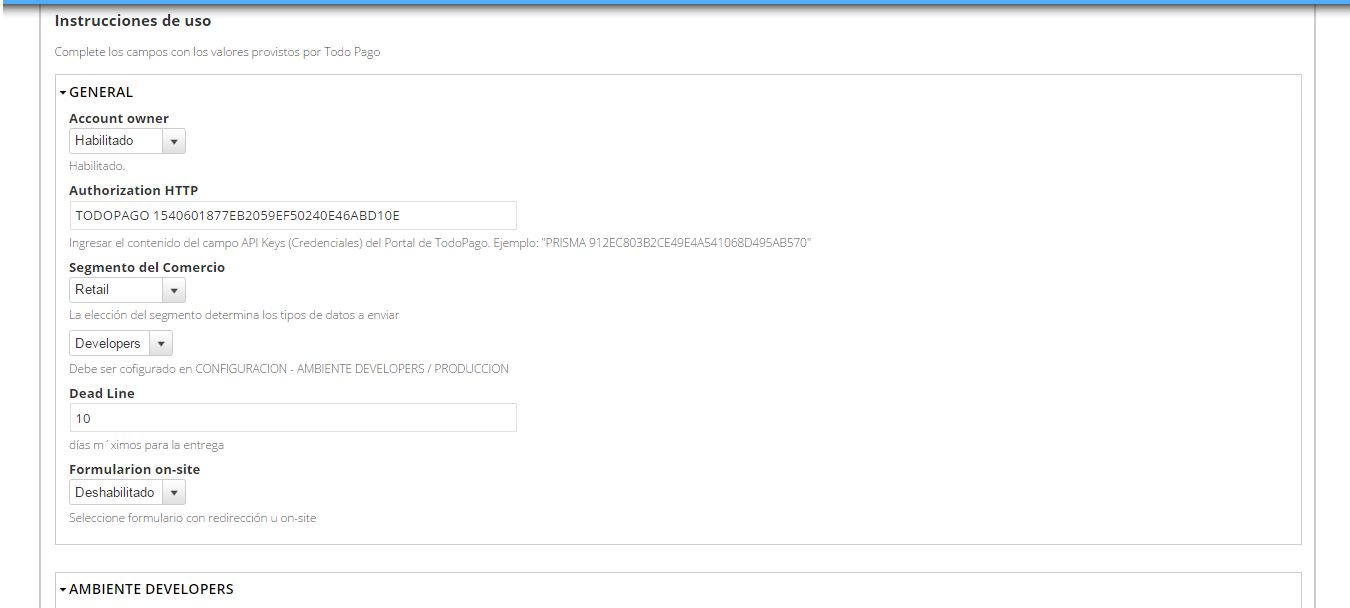 Instrucciones de uso
Complete los campos con los valores provistos por Todo Pago
GENERAL
Account owner
Habilitado
Habilitado.
Authorization HTTP
TODOPAGO 1540601877EB2059EF50240E46ABD10E
Ingresar el contenido del campo API Keys (Credenciales) del Portal de TodoPago. Ejemplo: "PRISMA 912EC803B2CE49E4A541068D495AB570"
Segmento del Comercio
Retail
La elección del segmento determina los tipos de datos a enviar
Developers
Debe ser cofigurado en CONFIGURACION - AMBIENTE DEVELOPERS / PRODUCCION
Dead Line
10
días m´ximos para la entrega
Formularion on-site
Deshabilitado
Seleccione formulario con redirección u on-site
AMBIENTE DEVELOPERS